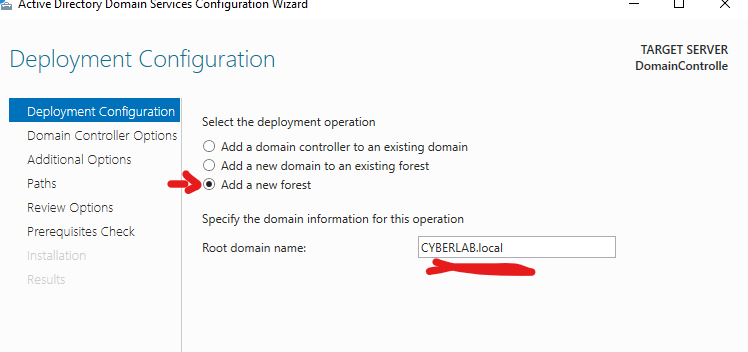 Active Directory Domain Services Configuration Wizard
Deployment Configuration
TARGET SERVER
DomainControlle
Deployment Configuration
Domain Controller Options
Additional Options
Paths
Review Options
Prerequisites Check
Installation
Results
Select the deployment operation
Add a domain controller to an existing domain
Add a new domain to an existing forest
Add a new forest
Specify the domain information for this operation
Root domain name:
CYBERLAB.local